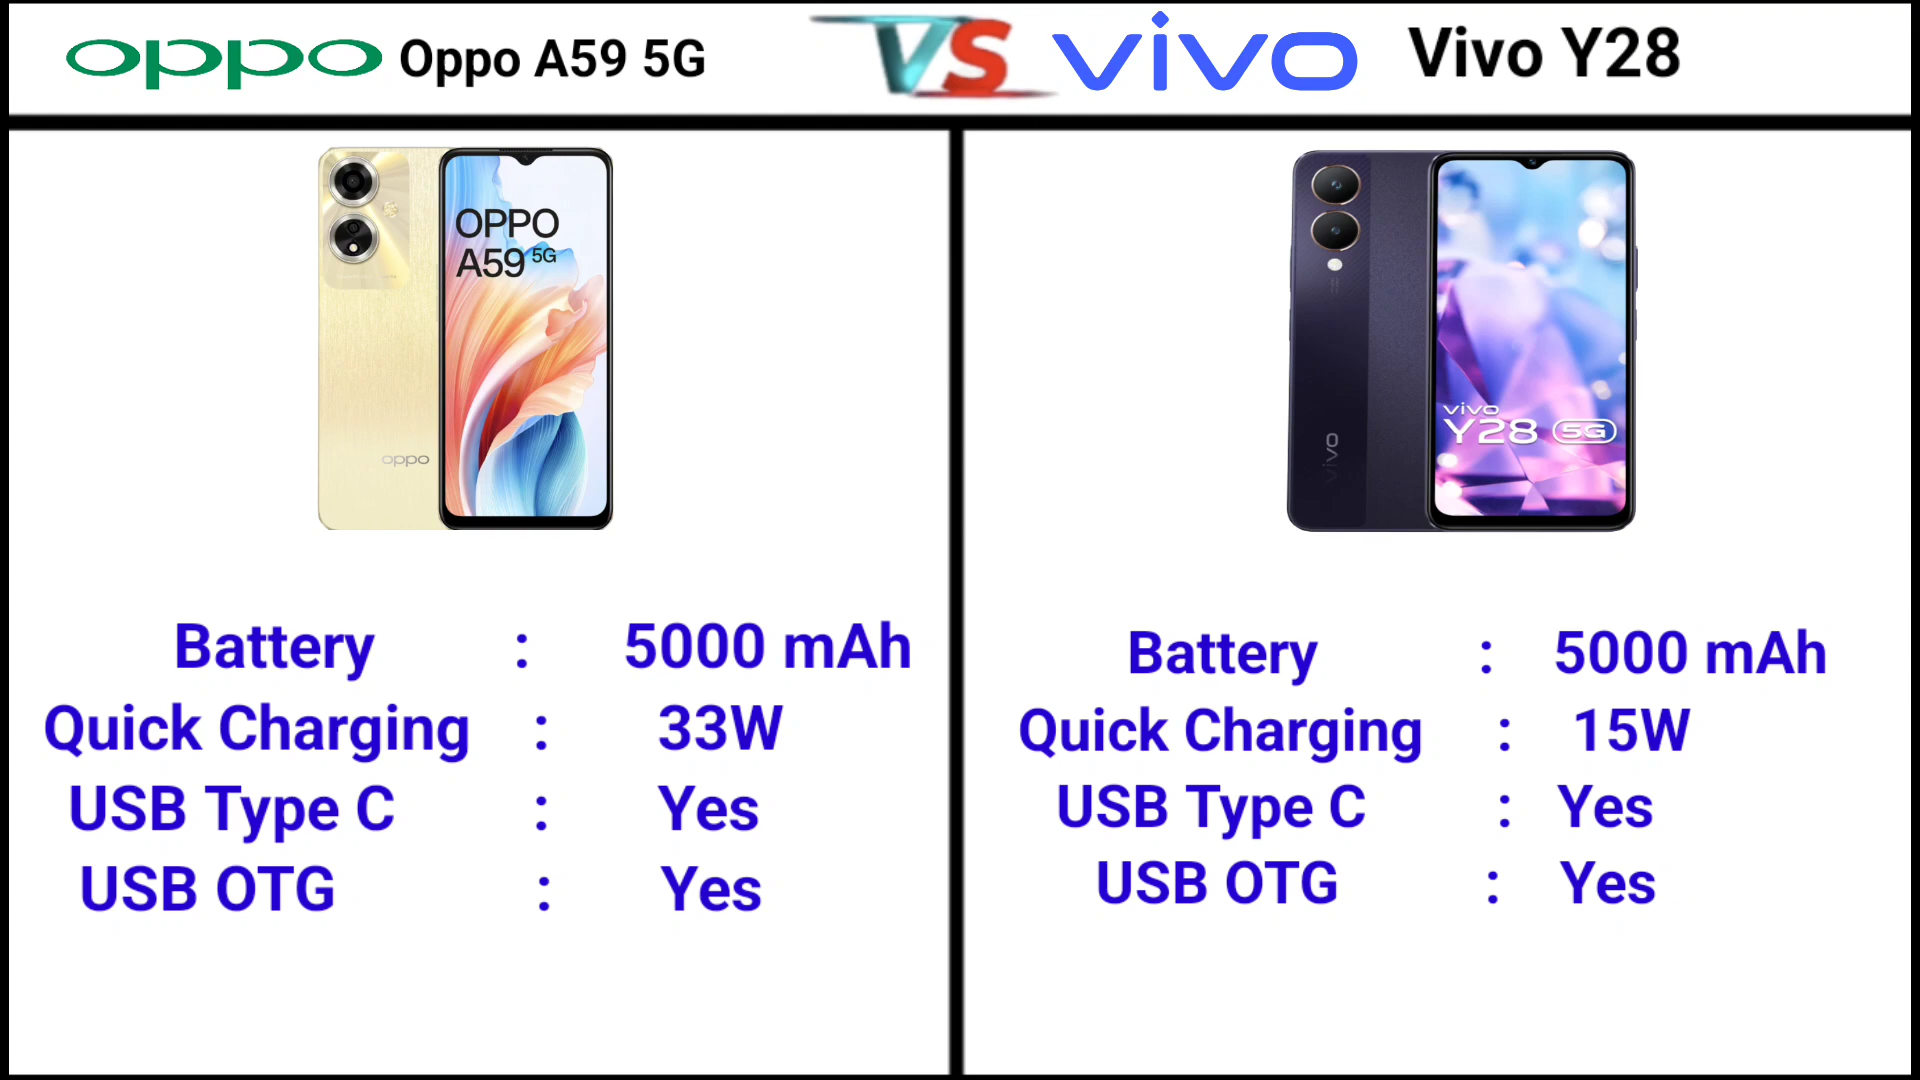 oppo Oppo A59 5G VS vivo Vivo Y28
OPPO
A59 5G
oppo
vivo
Y28 5G
vivo
Battery : 5000 mAh
Quick Charging : 33W
USB Type C : Yes
USB OTG : Yes
Battery : 5000 mAh
Quick Charging : 15W
USB Type C : Yes
USB OTG : Yes